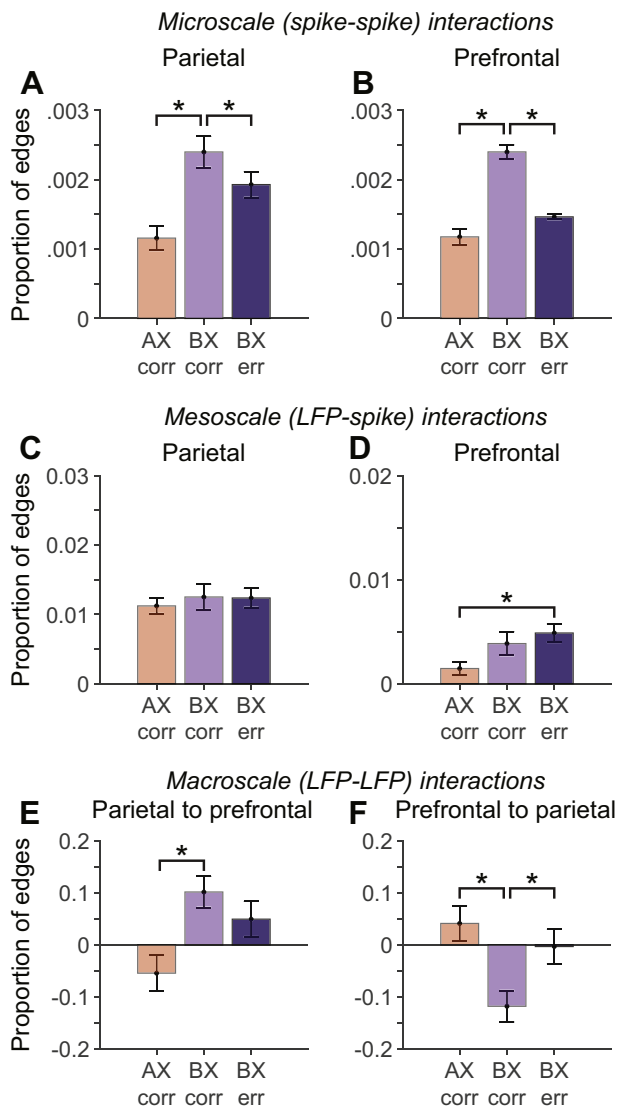 Microscale (spike-spike) interactions
Parietal
Prefrontal
A
B
Proportion of edges
.003
.002
.001
0
*
*
AX corr
BX corr
BX err
.003
.002
.001
0
*
*
AX corr
BX corr
BX err
Mesoscale (LFP-spike) interactions
Parietal
Prefrontal
C
D
Proportion of edges
0.03
0.02
0.01
0
AX corr
BX corr
BX err
0.02
0.01
0
*
AX corr
BX corr
BX err
Macroscale (LFP-LFP) interactions
Parietal to prefrontal
Prefrontal to parietal
E
F
Proportion of edges
0.2
0.1
0
-0.1
-0.2
*
AX corr
BX corr
BX err
0.2
0.1
0
-0.1
-0.2
*
*
AX corr
BX corr
BX err